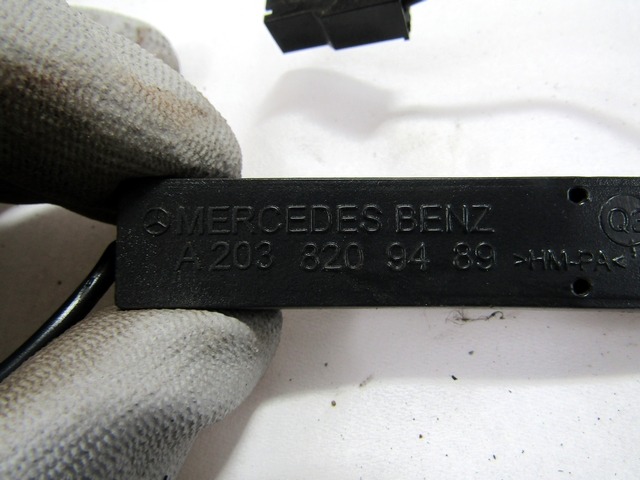 MERCEDES BENZ
A 203 820 94 89 >HM-PA<